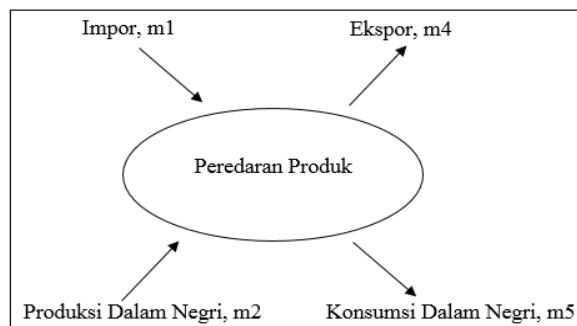 Impor, m1
Ekspor, m4
Peredaran Produk
Produksi Dalam Negri, m2
Konsumsi Dalam Negri, m5